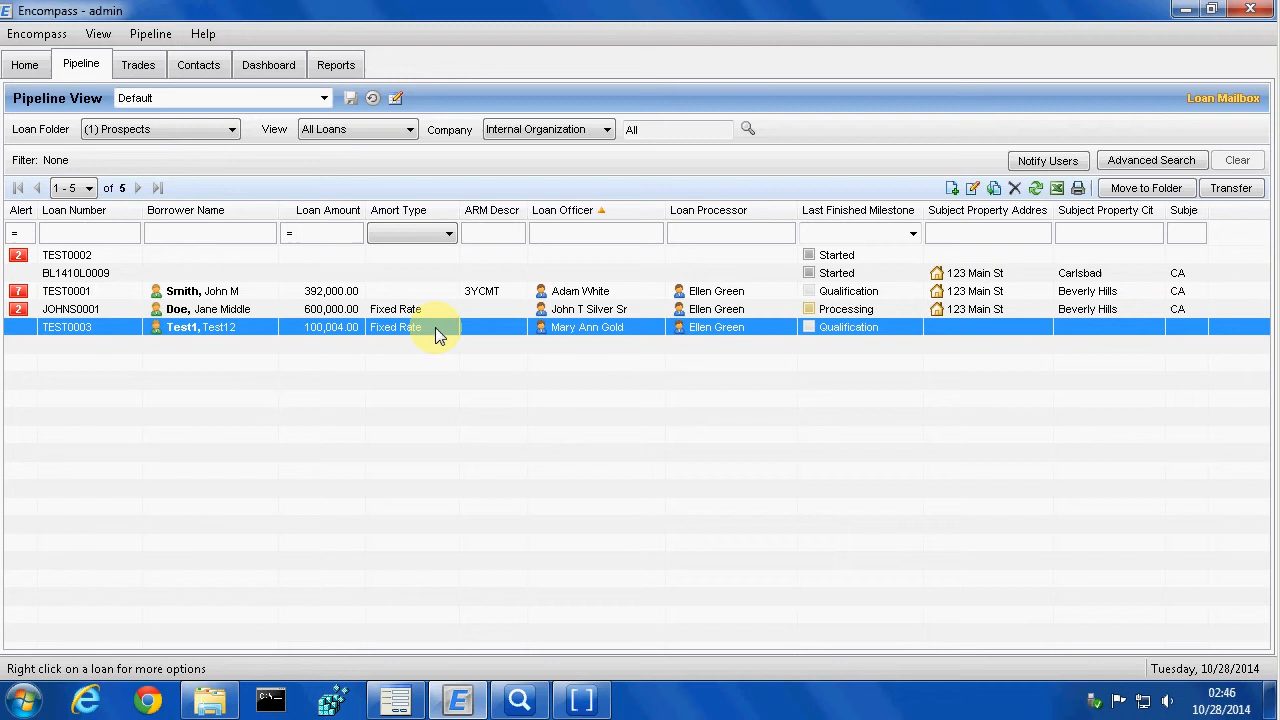 Encompass - admin
Encompass View Pipeline Help
Home Pipeline Trades Contacts Dashboard Reports
Pipeline View Default Loan Mailbox
Loan Folder (1) Prospects View All Loans Company Internal Organization All
Filter: None Notify Users Advanced Search Clear
1 - 5 of 5 Move to Folder Transfer
Alert Loan Number Borrower Name Loan Amount Amort Type ARM Descr Loan Officer Loan Processor Last Finished Milestone Subject Property Addres Subject Property Cit Subje
= =
2 TEST0002 Started
BL1410L0009 Started 123 Main St Carlsbad CA
7 TEST0001 Smith, John M 392,000.00 3YCMT Adam White Ellen Green Qualification 123 Main St Beverly Hills CA
2 JOHNS0001 Doe, Jane Middle 600,000.00 Fixed Rate John T Silver Sr Ellen Green Processing 123 Main St Beverly Hills CA
TEST0003 Test1, Test12 100,004.00 Fixed Rate Mary Ann Gold Ellen Green Qualification
Right click on a loan for more options Tuesday, 10/28/2014
02:46
10/28/2014